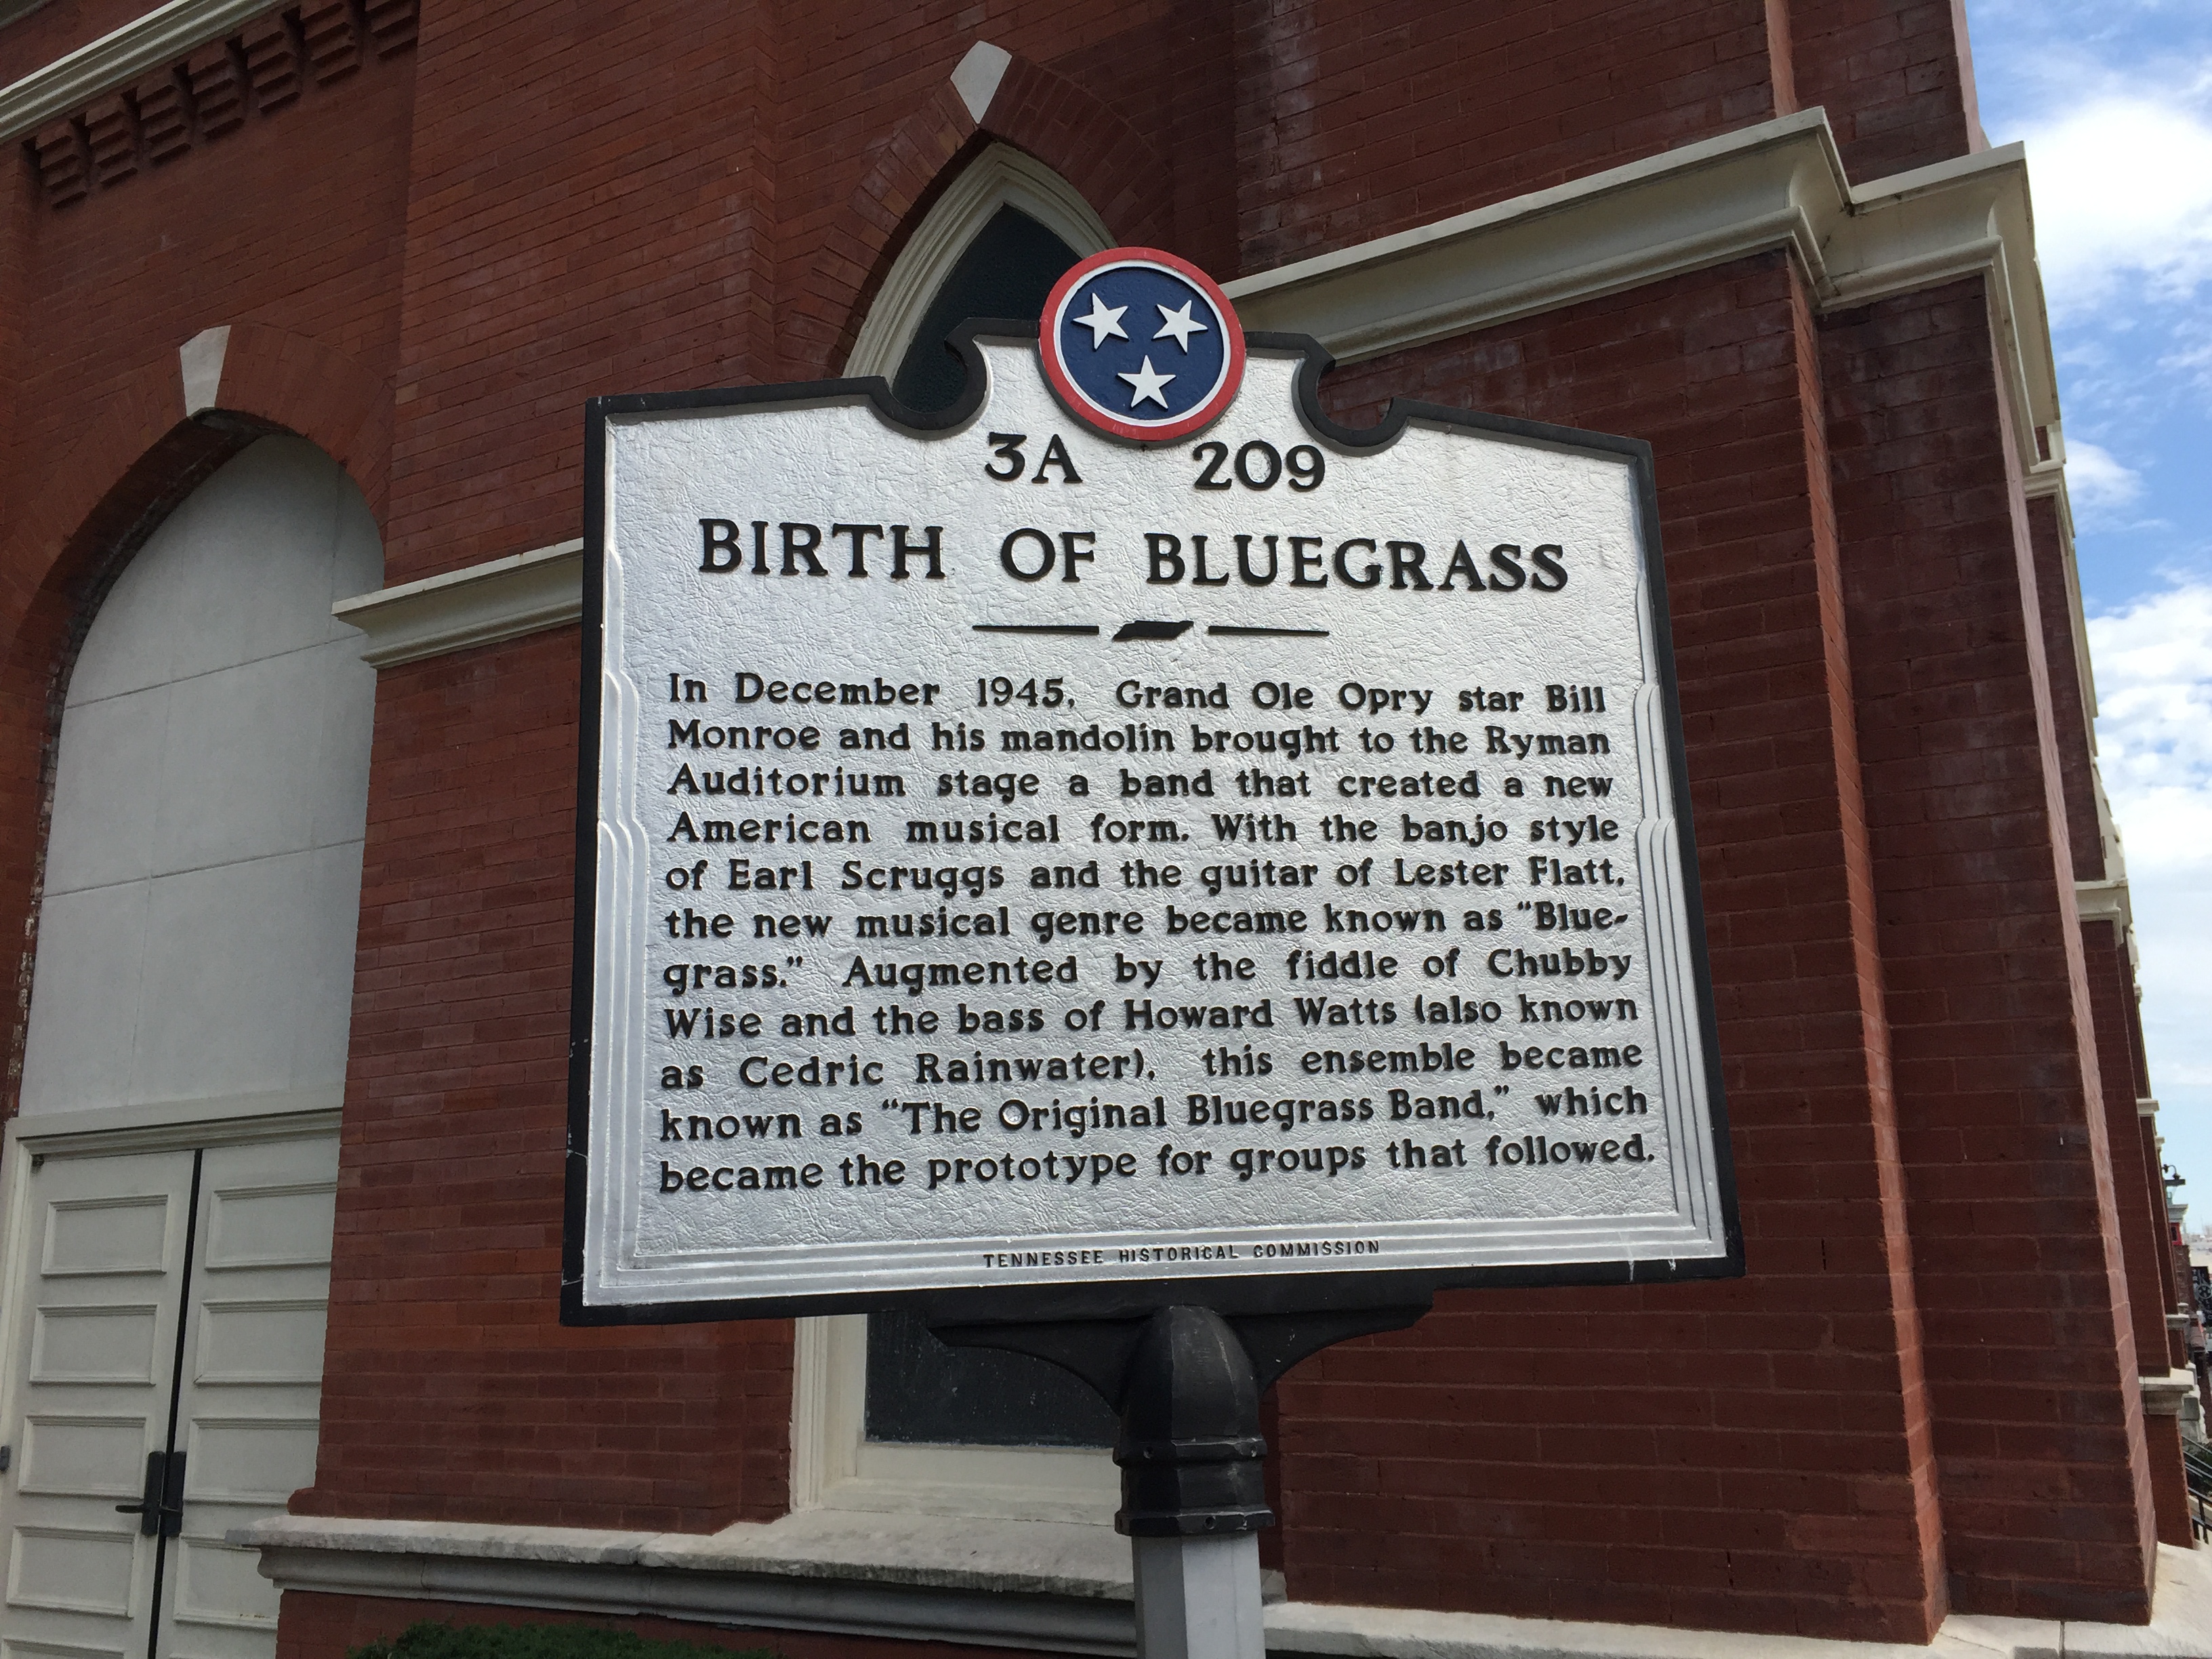 3A 209
BIRTH OF BLUEGRASS
In December 1945, Grand Ole Opry star Bill
Monroe and his mandolin brought to the Ryman
Auditorium stage a band that created a new
American musical form. With the banjo style
of Earl Scruggs and the guitar of Lester Flatt,
the new musical genre became known as “Blue-
grass.” Augmented by the fiddle of Chubby
Wise and the bass of Howard Watts (also known
as Cedric Rainwater), this ensemble became
known as “The Original Bluegrass Band,” which
became the prototype for groups that followed.
TENNESSEE HISTORICAL COMMISSION